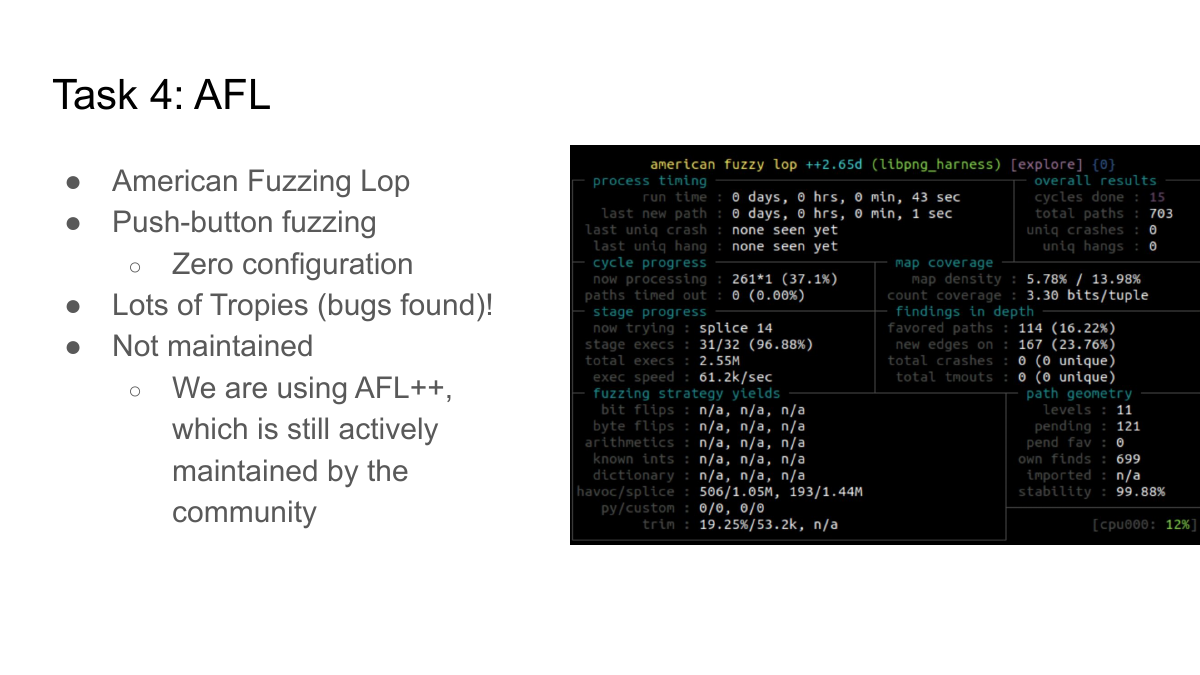 Task 4: AFL
● American Fuzzing Lop
● Push-button fuzzing
○ Zero configuration
● Lots of Tropies (bugs found)!
● Not maintained
○ We are using AFL++,
which is still actively
maintained by the
community
american fuzzy lop ++2.65d (libpng_harness) [explore] {0}
process timing
run time : 0 days, 0 hrs, 0 min, 43 sec
last new path : 0 days, 0 hrs, 0 min, 1 sec
last uniq crash : none seen yet
last uniq hang : none seen yet
overall results
cycles done : 15
total paths : 703
uniq crashes : 0
uniq hangs : 0
cycle progress
now processing : 261*1 (37.1%)
paths timed out : 0 (0.00%)
map coverage
map density : 5.78% / 13.98%
count coverage : 3.30 bits/tuple
stage progress
now trying : splice 14
stage execs : 31/32 (96.88%)
total execs : 2.55M
exec speed : 61.2k/sec
findings in depth
favored paths : 114 (16.22%)
new edges on : 167 (23.76%)
total crashes : 0 (0 unique)
total tmouts : 0 (0 unique)
fuzzing strategy yields
bit flips : n/a, n/a, n/a
byte flips : n/a, n/a, n/a
arithmetics : n/a, n/a, n/a
known ints : n/a, n/a, n/a
dictionary : n/a, n/a, n/a
havoc/splice : 506/1.05M, 193/1.44M
py/custom : 0/0, 0/0
trim : 19.25%/53.2k, n/a
path geometry
levels : 11
pending : 121
pend fav : 0
own finds : 699
imported : n/a
stability : 99.88%
[cpu000: 12%]